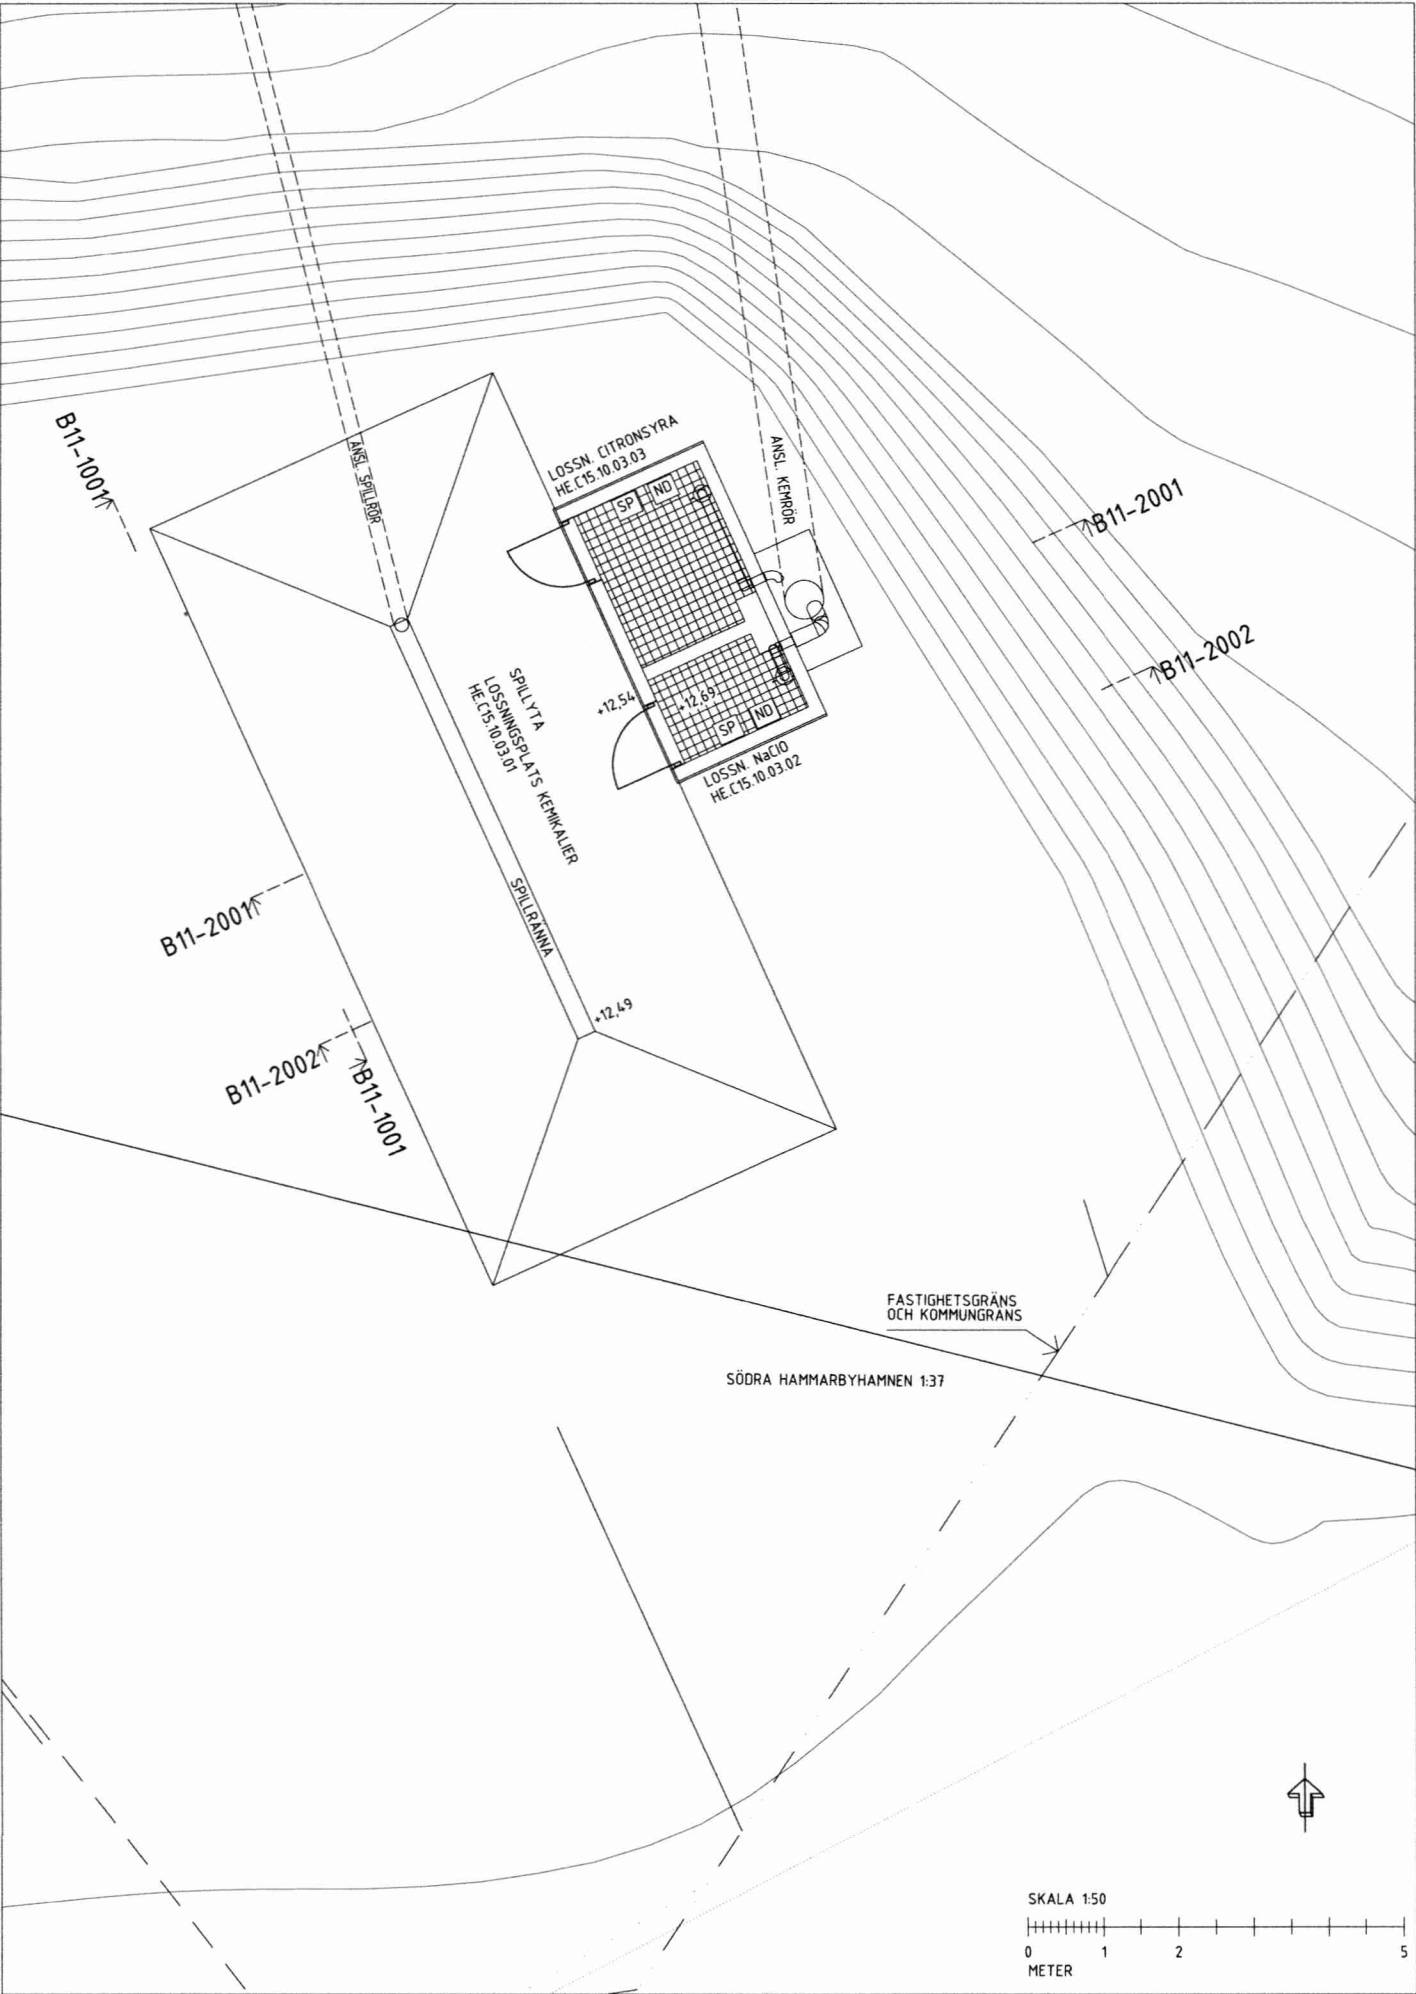 B11-1001
ANSL. SPILLRÖR
LOSSN. CITRONSYRA
HE.C15.10.03.03
SP
ND
ANSL. KEMRÖR
B11-2001
B11-2002
SPILLYTA
LOSSNINGSPLATS KEMIKALIER
HE.C15.10.03.01
+12,54
+12,69
SP
ND
LOSSN. NaClO
HE.C15.10.03.02
SPILLRÄNNA
B11-2001
+12,49
B11-2002
B11-1001
FASTIGHETSGRÄNS
OCH KOMMUNGRÄNS
SÖDRA HAMMARBYHAMNEN 1:37
SKALA 1:50
0 1 2 5
METER